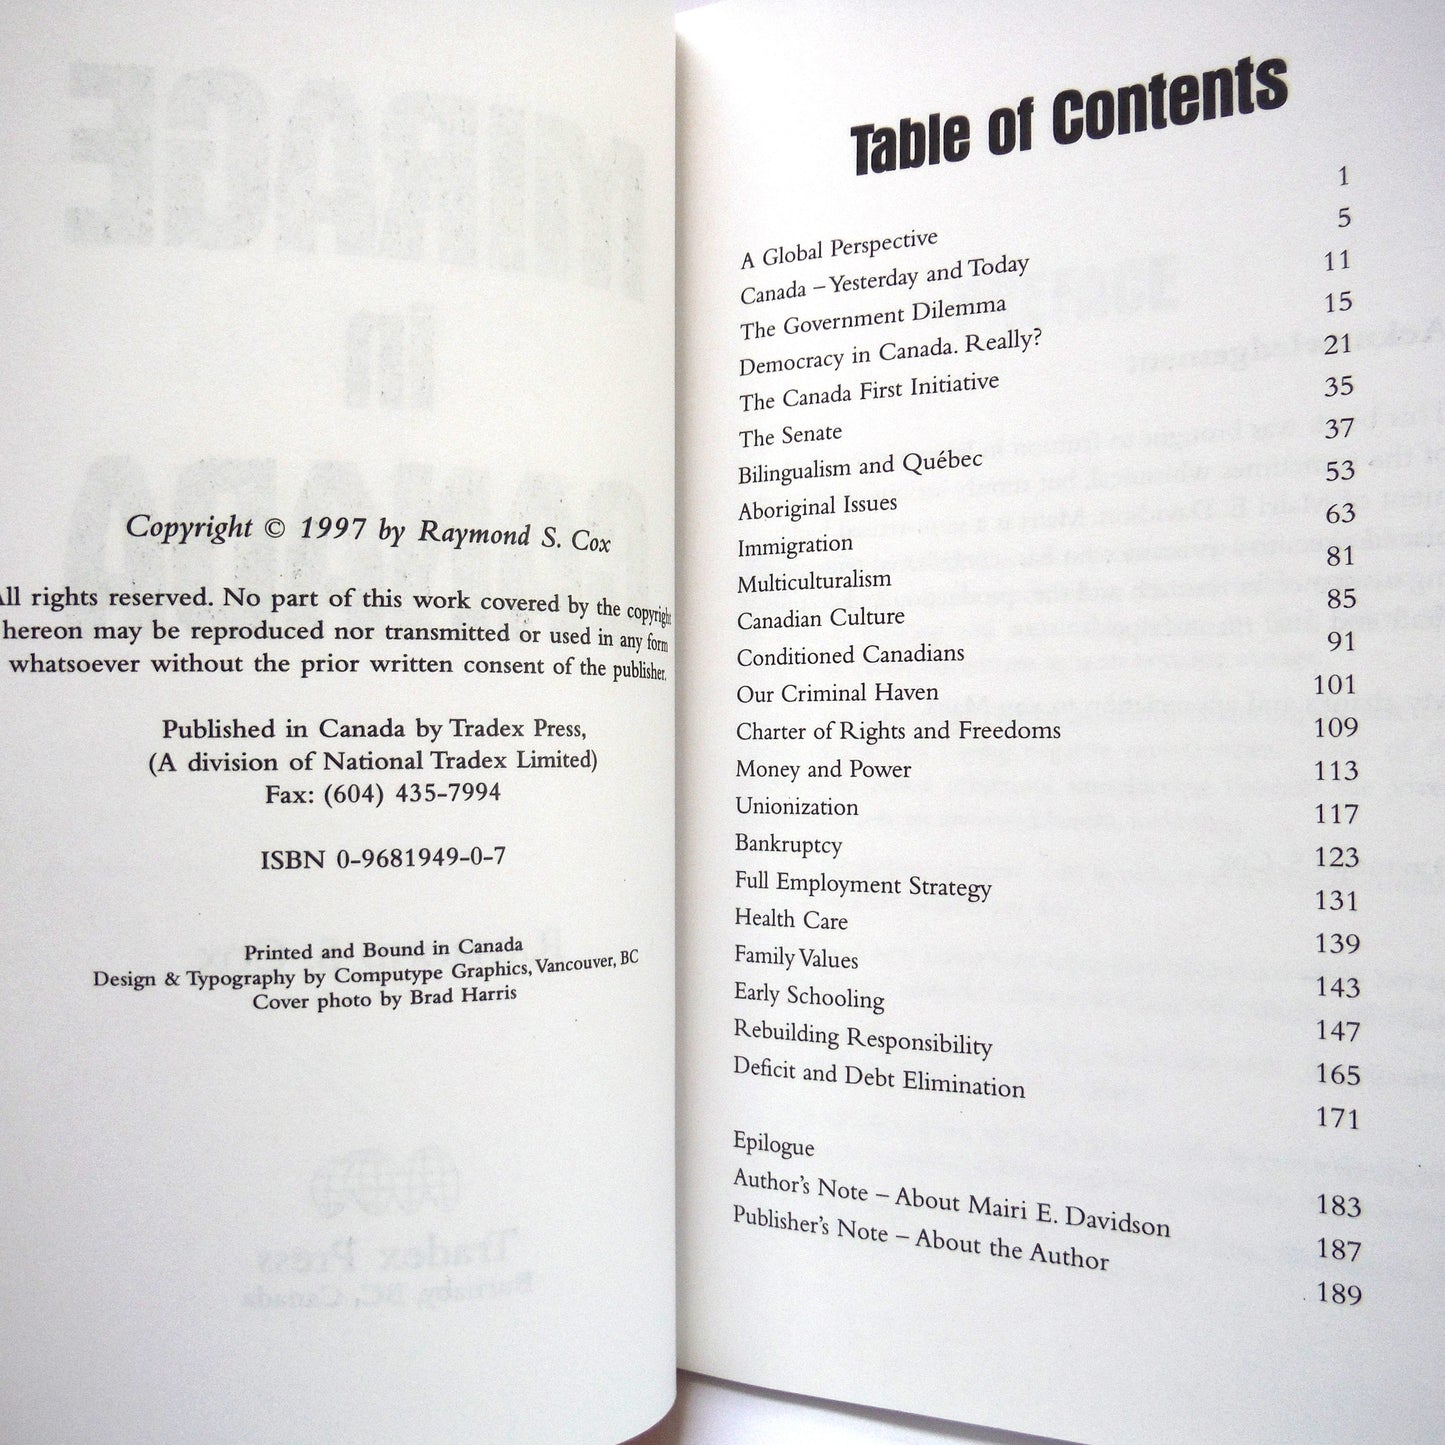 Copyright © 1997 by Raymond S. Cox
All rights reserved. No part of this work covered by the copyright
hereon may be reproduced nor transmitted or used in any form
whatsoever without the prior written consent of the publisher.
Published in Canada by Tradex Press,
(A division of National Tradex Limited)
Fax: (604) 435-7994
ISBN 0-9681949-0-7
Printed and Bound in Canada
Design & Typography by Computype Graphics, Vancouver, BC
Cover photo by Brad Harris
Table of Contents
A Global Perspective 1
Canada – Yesterday and Today 5
The Government Dilemma 11
Democracy in Canada. Really? 15
The Canada First Initiative 21
The Senate 35
Bilingualism and Québec 37
Aboriginal Issues 53
Immigration 63
Multiculturalism 81
Canadian Culture 85
Conditioned Canadians 91
Our Criminal Haven 101
Charter of Rights and Freedoms 109
Money and Power 113
Unionization 117
Bankruptcy 123
Full Employment Strategy 131
Health Care 139
Family Values 143
Early Schooling 147
Rebuilding Responsibility 165
Deficit and Debt Elimination 171
Epilogue 183
Author's Note – About Mairi E. Davidson 187
Publisher's Note – About the Author 189